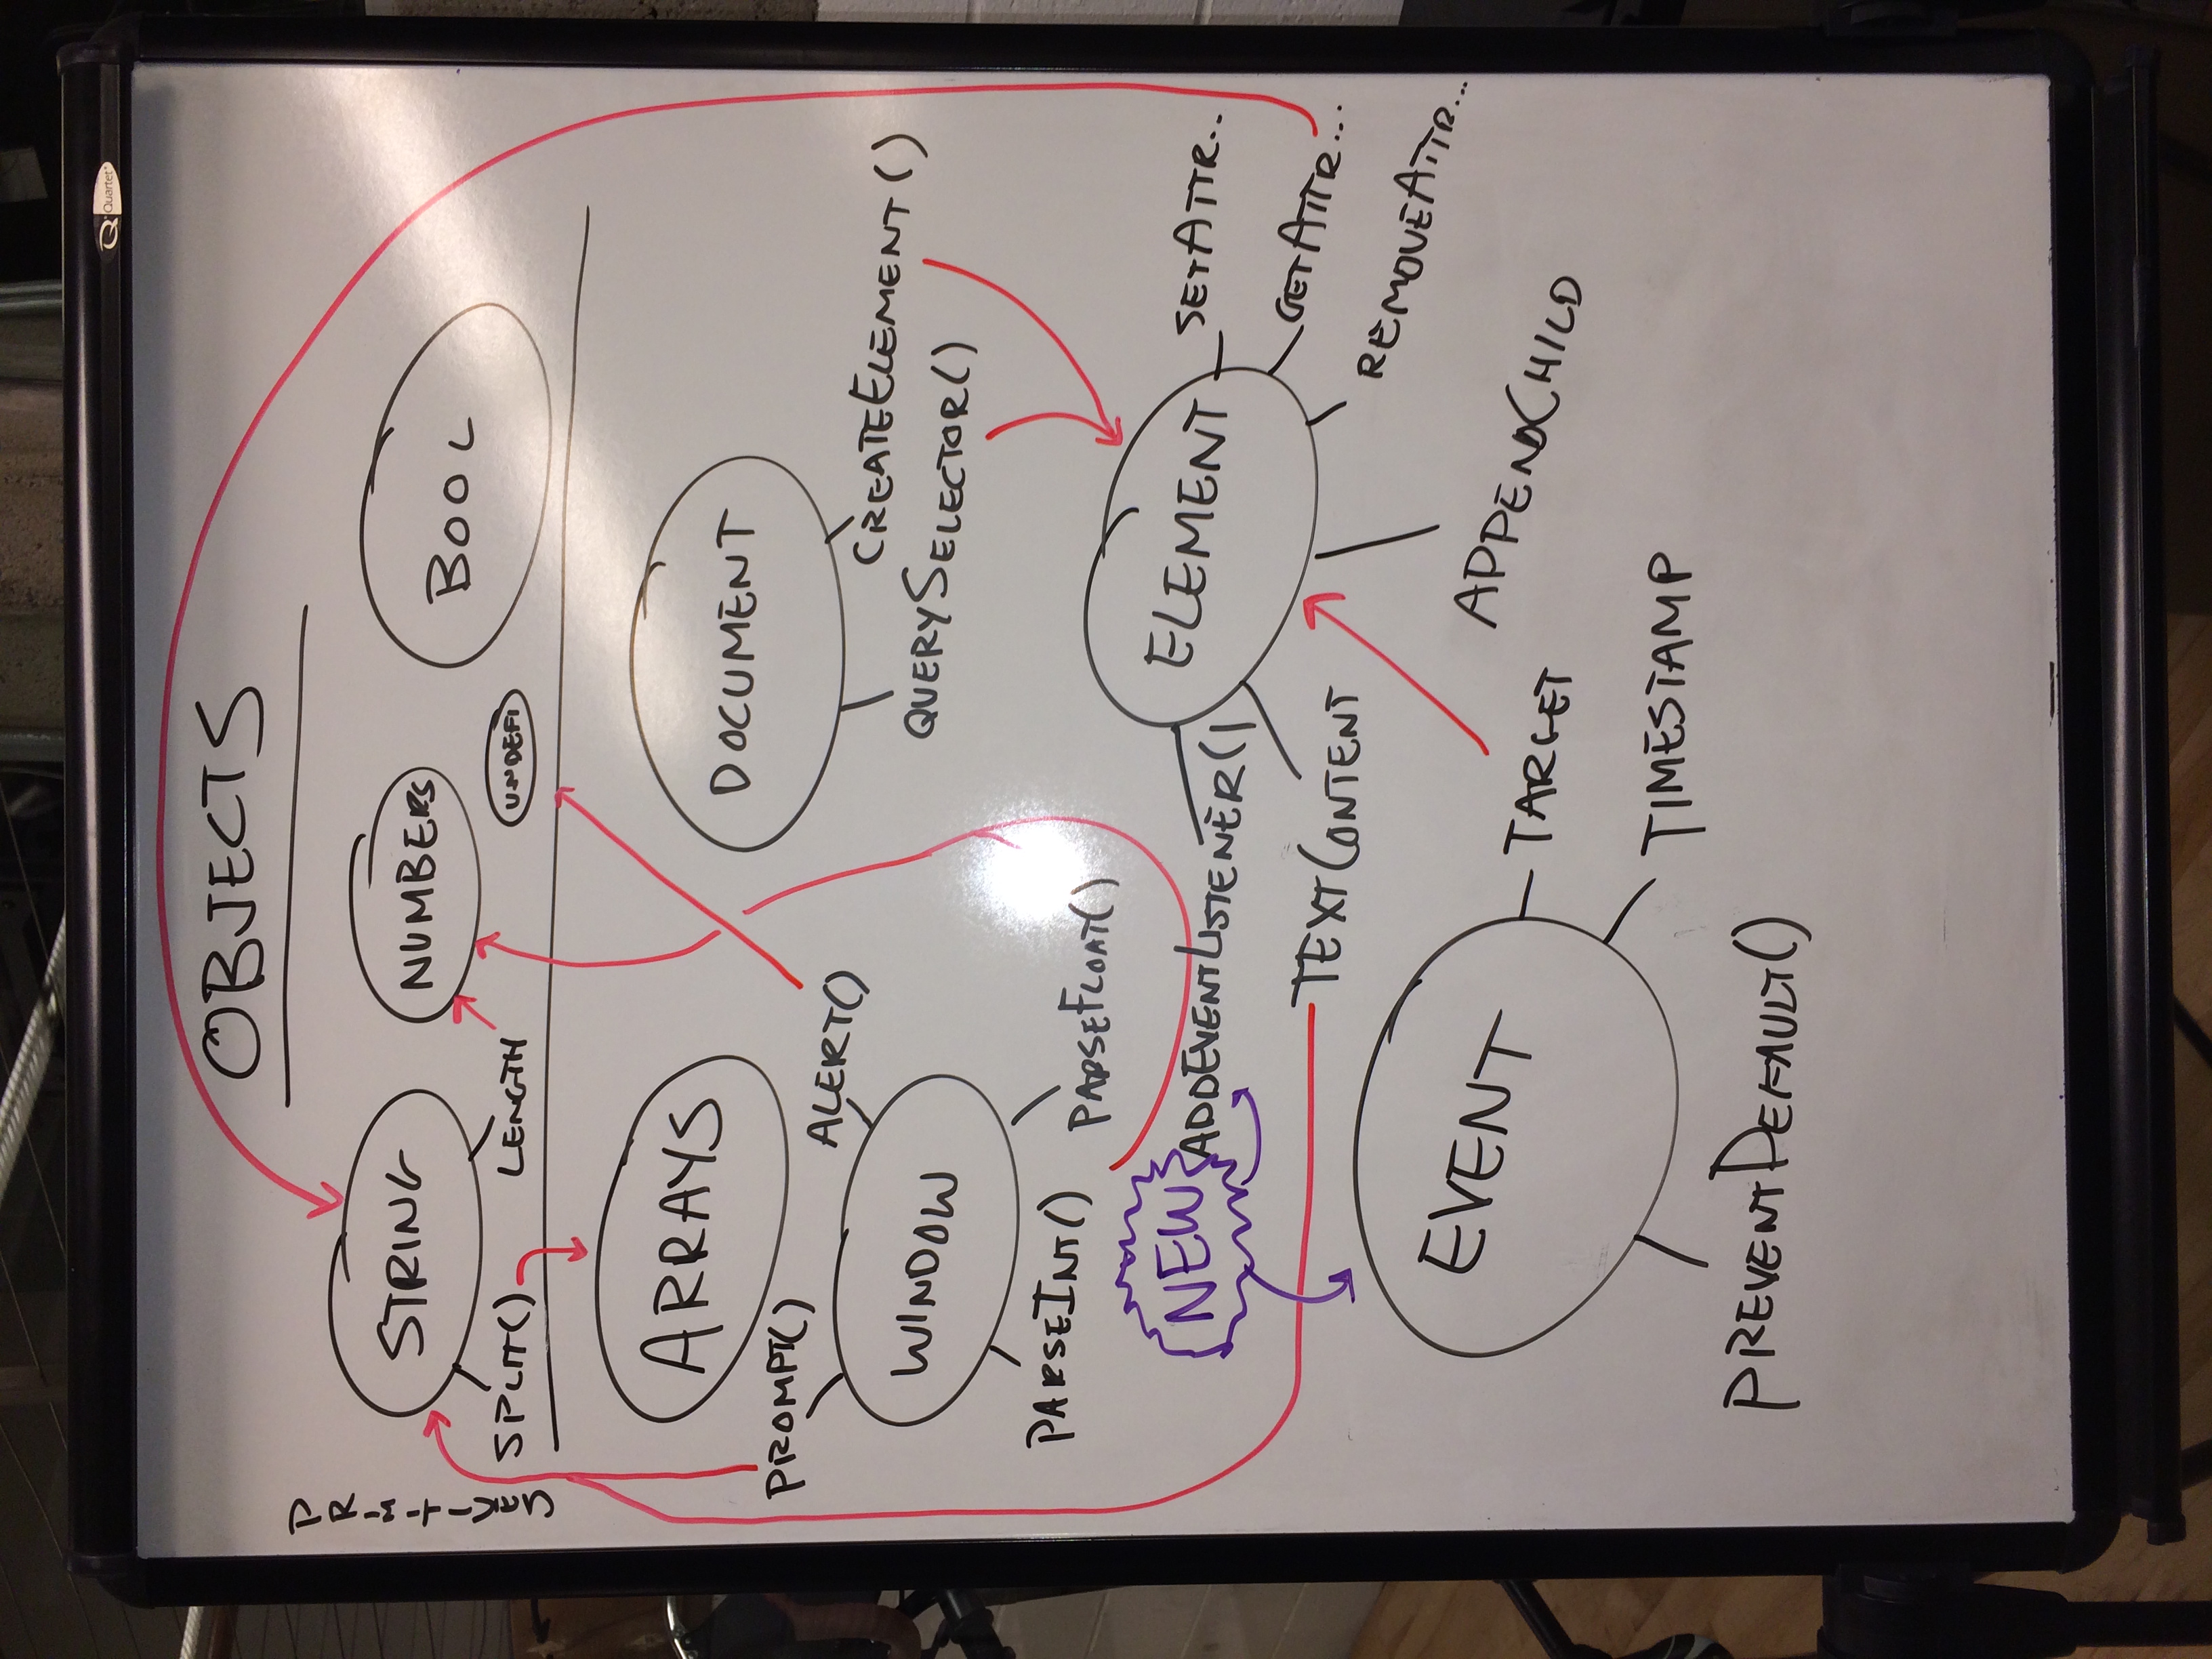 Quartet
OBJECTS
PRIMITIVES
STRING
NUMBERS
BOOL
SPLIT()
LENGTH
UNDEFI
ARRAYS
DOCUMENT
PROMPT()
ALERT()
CREATEELEMENT()
WINDOW
QUERYSELECTOR()
PARSEINT()
PARSEFLOAT()
NEW
ADDEVENTLISTENER()
ELEMENT
SETATTR..
GETATTR...
TEXTCONTENT
REMOVEATTR...
EVENT
TARGET
APPENDCHILD
TIMESTAMP
PREVENTDEFAULT()